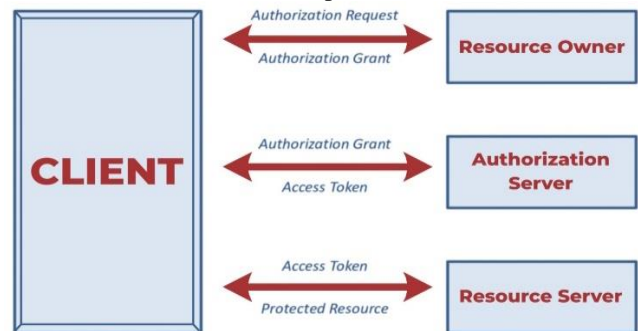 Authorization Request
Resource Owner
Authorization Grant
CLIENT
Authorization Grant
Authorization
Server
Access Token
Access Token
Resource Server
Protected Resource